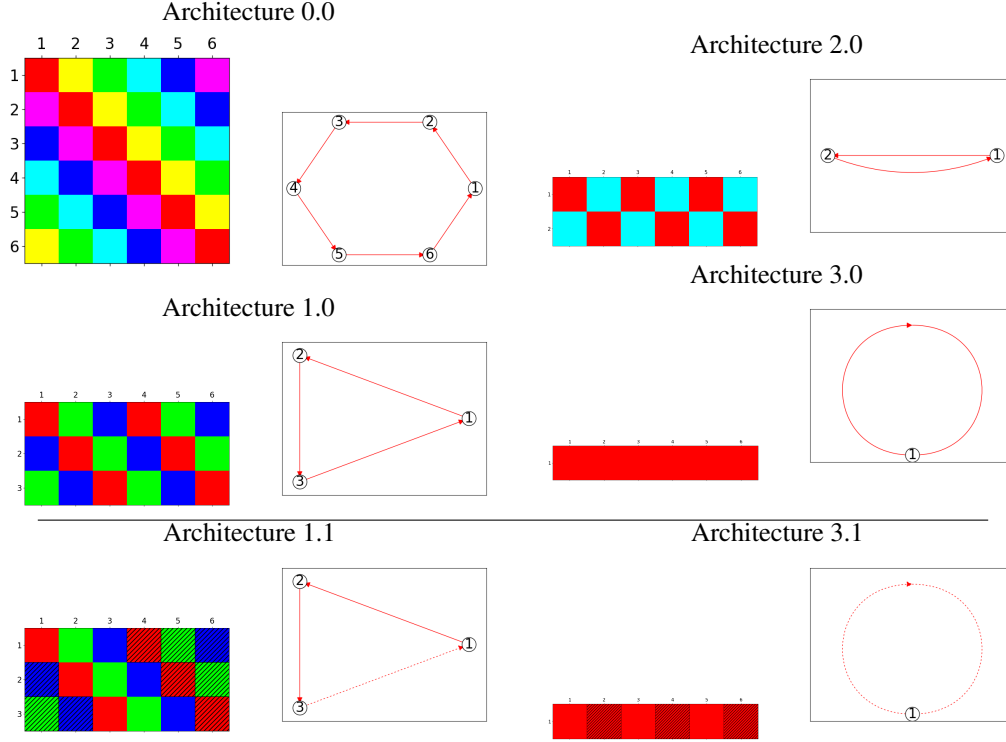 Architecture 0.0
1 2 3 4 5 6
1
2
3
4
5
6
3 2
4 1
5 6
Architecture 2.0
1 2 3 4 5 6
1
2
2 1
Architecture 1.0
1 2 3 4 5 6
1
2
3
2
1
3
Architecture 3.0
1 2 3 4 5 6
1
1
Architecture 1.1
1 2 3 4 5 6
1
2
3
2
1
3
Architecture 3.1
1 2 3 4 5 6
1
1